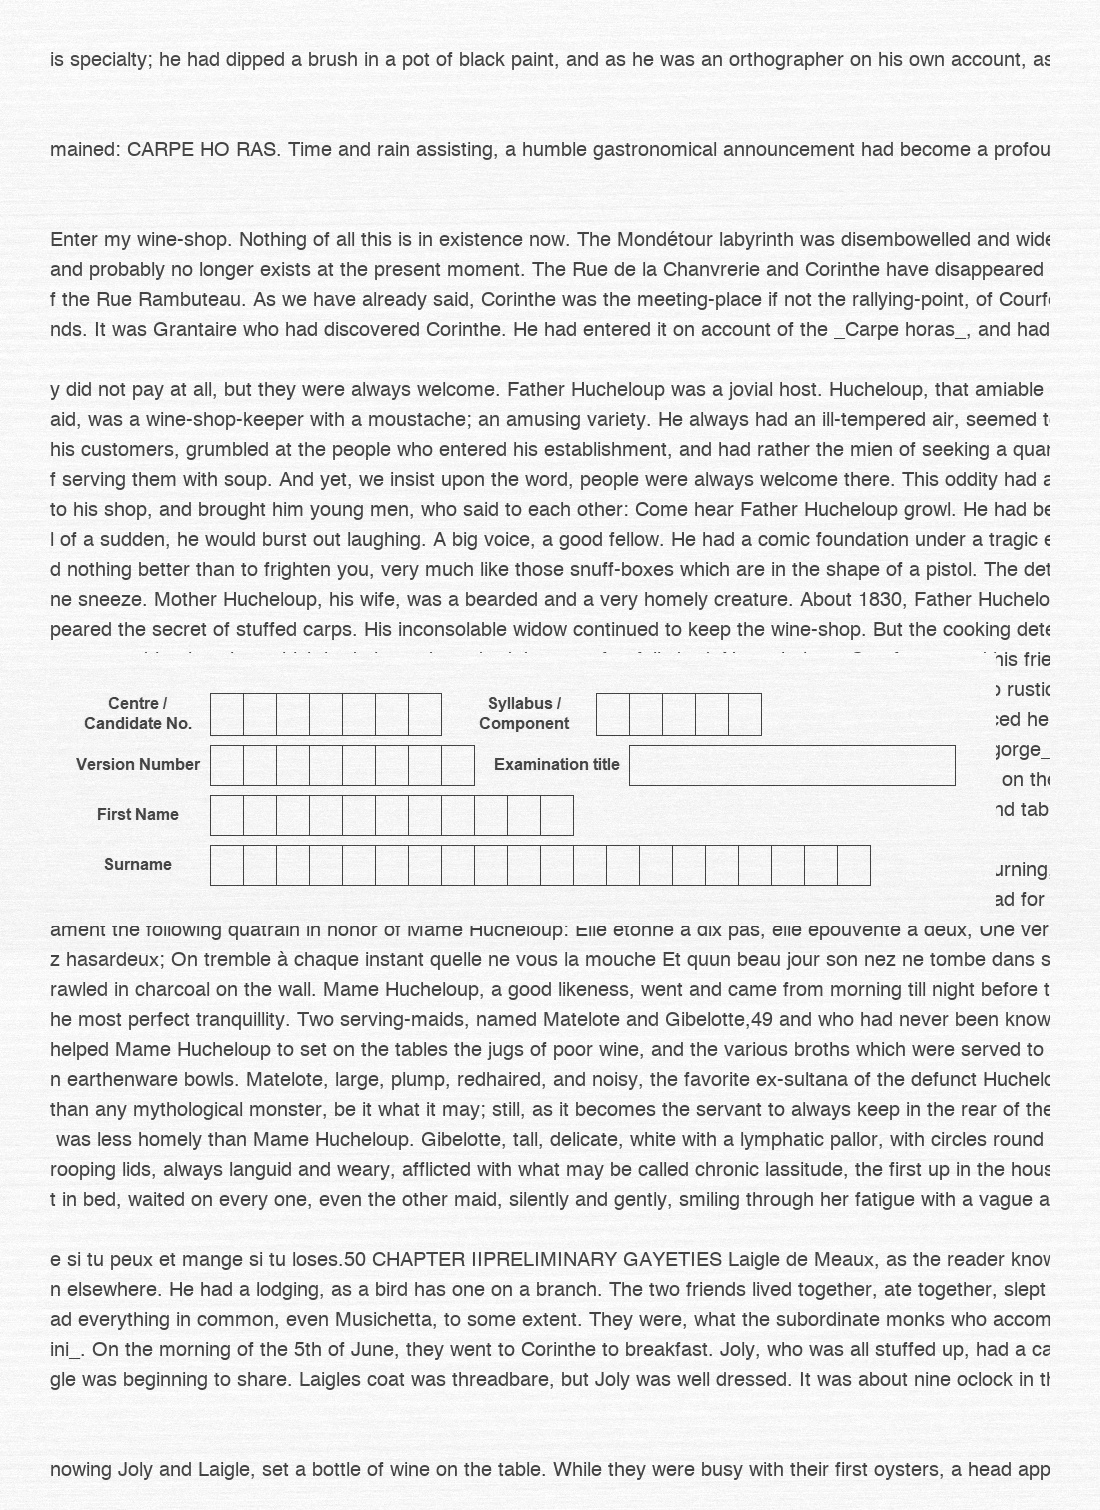 is specialty; he had dipped a brush in a pot of black paint, and as he was an orthographer on his own account, as
mained: CARPE HO RAS. Time and rain assisting, a humble gastronomical announcement had become a profou
Enter my wine-shop. Nothing of all this is in existence now. The Mondétour labyrinth was disembowelled and wide
and probably no longer exists at the present moment. The Rue de la Chanvrerie and Corinthe have disappeared
f the Rue Rambuteau. As we have already said, Corinthe was the meeting-place if not the rallying-point, of Courf
nds. It was Grantaire who had discovered Corinthe. He had entered it on account of the _Carpe horas_, and had
y did not pay at all, but they were always welcome. Father Hucheloup was a jovial host. Hucheloup, that amiable
aid, was a wine-shop-keeper with a moustache; an amusing variety. He always had an ill-tempered air, seemed t
his customers, grumbled at the people who entered his establishment, and had rather the mien of seeking a quar
f serving them with soup. And yet, we insist upon the word, people were always welcome there. This oddity had a
to his shop, and brought him young men, who said to each other: Come hear Father Hucheloup growl. He had be
l of a sudden, he would burst out laughing. A big voice, a good fellow. He had a comic foundation under a tragic e
d nothing better than to frighten you, very much like those snuff-boxes which are in the shape of a pistol. The det
ne sneeze. Mother Hucheloup, his wife, was a bearded and a very homely creature. About 1830, Father Huchelo
peared the secret of stuffed carps. His inconsolable widow continued to keep the wine-shop. But the cooking dete
his frie
rustic
ced he
Centre / Candidate No.
Syllabus / Component
gorge_
Version Number
Examination title
on the
nd tab
First Name
Surname
urning,
ad for
ament the following quatrain in honor of Mame Hucheloup: Elle étonne à dix pas, elle épouvente à deux, Une ver
z hasardeux; On tremble à chaque instant quelle ne vous la mouche Et quun beau jour son nez ne tombe dans s
rawled in charcoal on the wall. Mame Hucheloup, a good likeness, went and came from morning till night before t
he most perfect tranquillity. Two serving-maids, named Matelote and Gibelotte,49 and who had never been know
helped Mame Hucheloup to set on the tables the jugs of poor wine, and the various broths which were served to
n earthenware bowls. Matelote, large, plump, redhaired, and noisy, the favorite ex-sultana of the defunct Huchelo
than any mythological monster, be it what it may; still, as it becomes the servant to always keep in the rear of the
was less homely than Mame Hucheloup. Gibelotte, tall, delicate, white with a lymphatic pallor, with circles round
rooping lids, always languid and weary, afflicted with what may be called chronic lassitude, the first up in the hous
t in bed, waited on every one, even the other maid, silently and gently, smiling through her fatigue with a vague a
e si tu peux et mange si tu loses.50 CHAPTER IIPRELIMINARY GAYETIES Laigle de Meaux, as the reader know
n elsewhere. He had a lodging, as a bird has one on a branch. The two friends lived together, ate together, slept
ad everything in common, even Musichetta, to some extent. They were, what the subordinate monks who accom
ini_. On the morning of the 5th of June, they went to Corinthe to breakfast. Joly, who was all stuffed up, had a ca
gle was beginning to share. Laigles coat was threadbare, but Joly was well dressed. It was about nine oclock in th
nowing Joly and Laigle, set a bottle of wine on the table. While they were busy with their first oysters, a head app